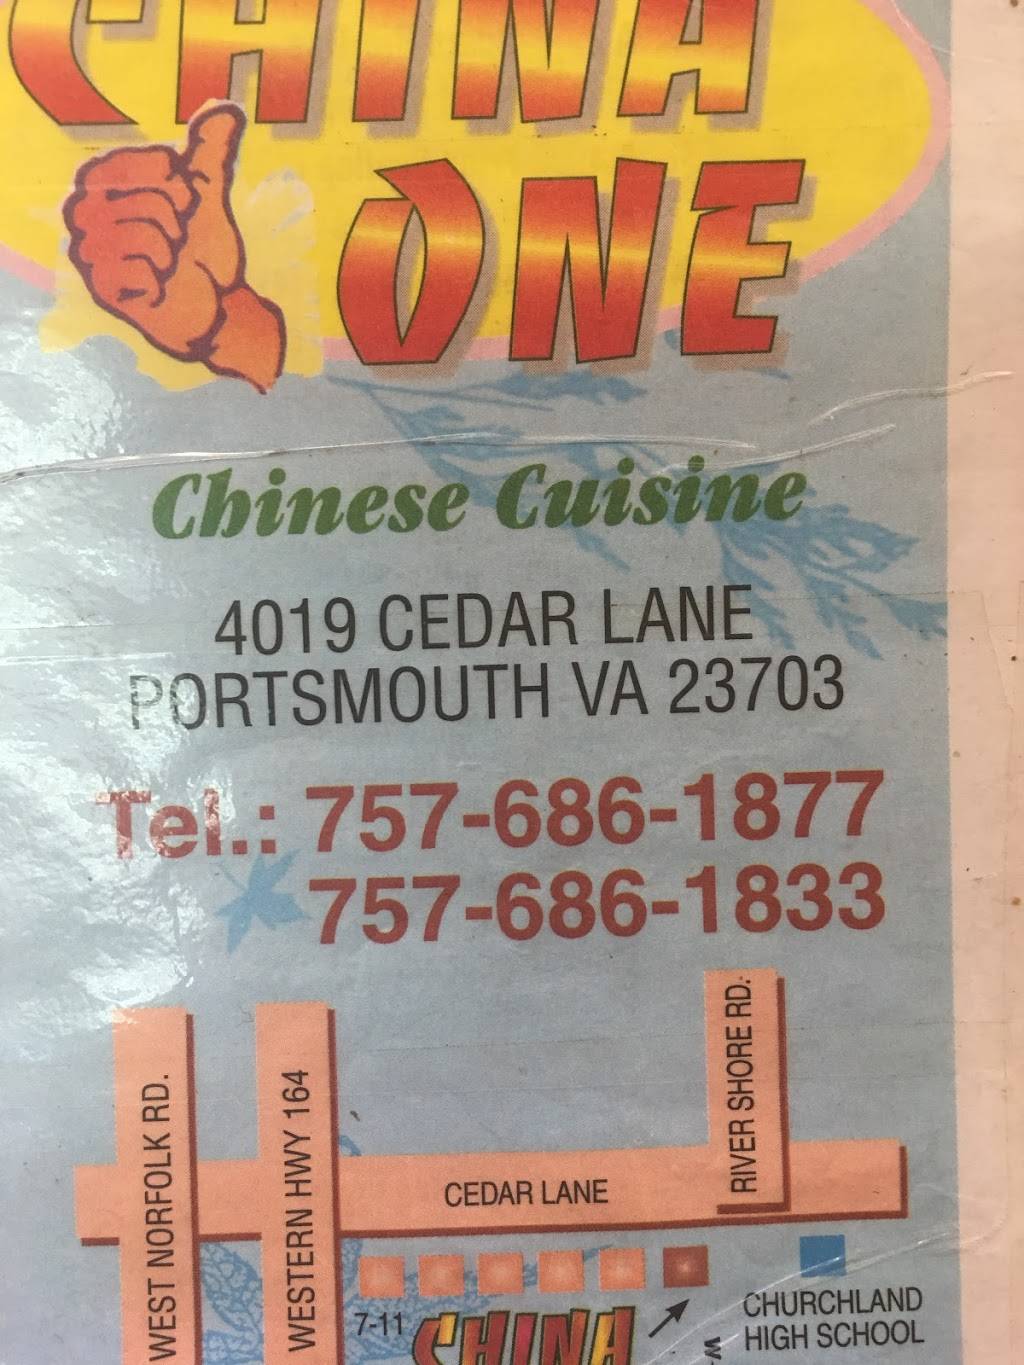 CHINA
ONE
Chinese Cuisine
4019 CEDAR LANE
PORTSMOUTH VA 23703
Tel.: 757-686-1877
757-686-1833
WEST NORFOLK RD.
WESTERN HWY 164
CEDAR LANE
RIVER SHORE RD.
7-11
CHINA
W
CHURCHLAND
HIGH SCHOOL